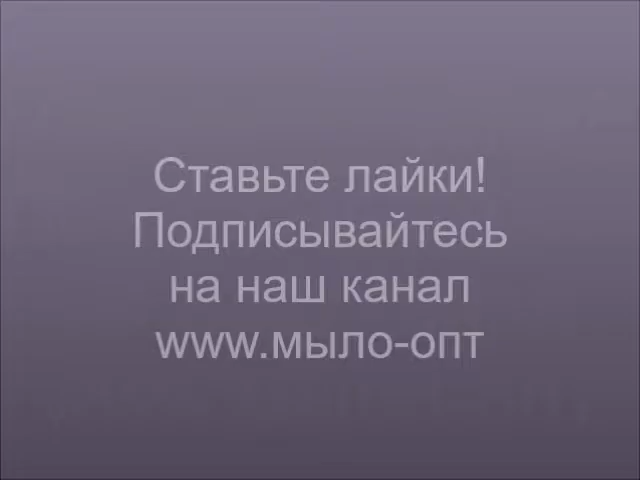 Ставьте лайки!
Подписывайтесь
на наш канал
www.мыло-опт